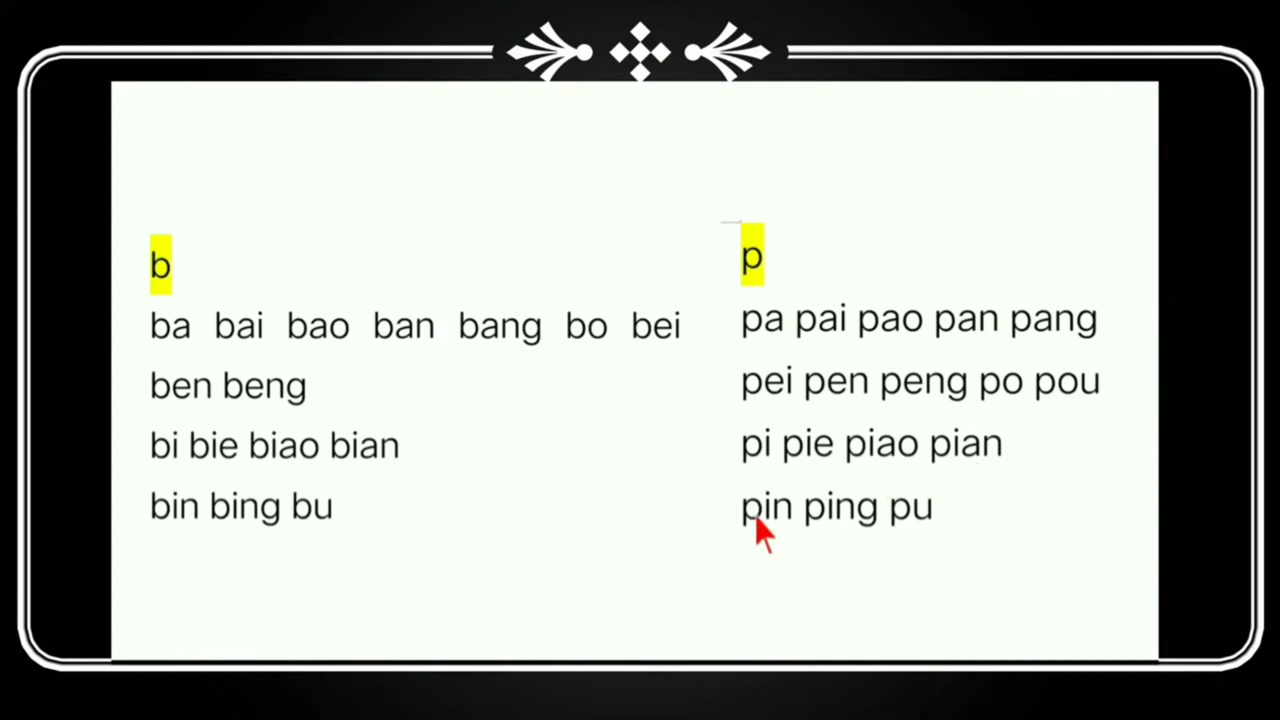 b
ba bai bao ban bang bo bei
ben beng
bi bie biao bian
bin bing bu
p
pa pai pao pan pang
pei pen peng po pou
pi pie piao pian
pin ping pu